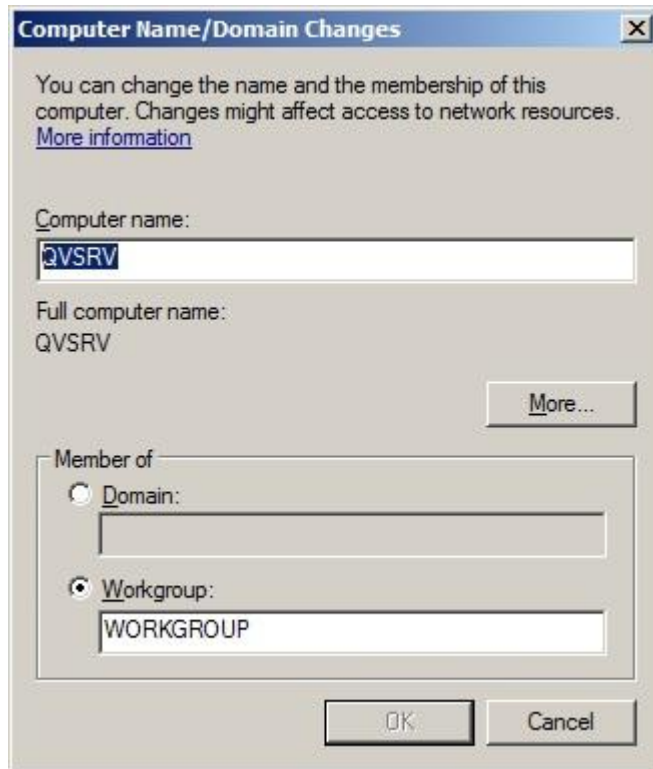 Computer Name/Domain Changes
You can change the name and the membership of this
computer. Changes might affect access to network resources.
More information
Computer name:
QVSRV
Full computer name:
QVSRV
More...
Member of
Domain:
Workgroup:
WORKGROUP
OK
Cancel